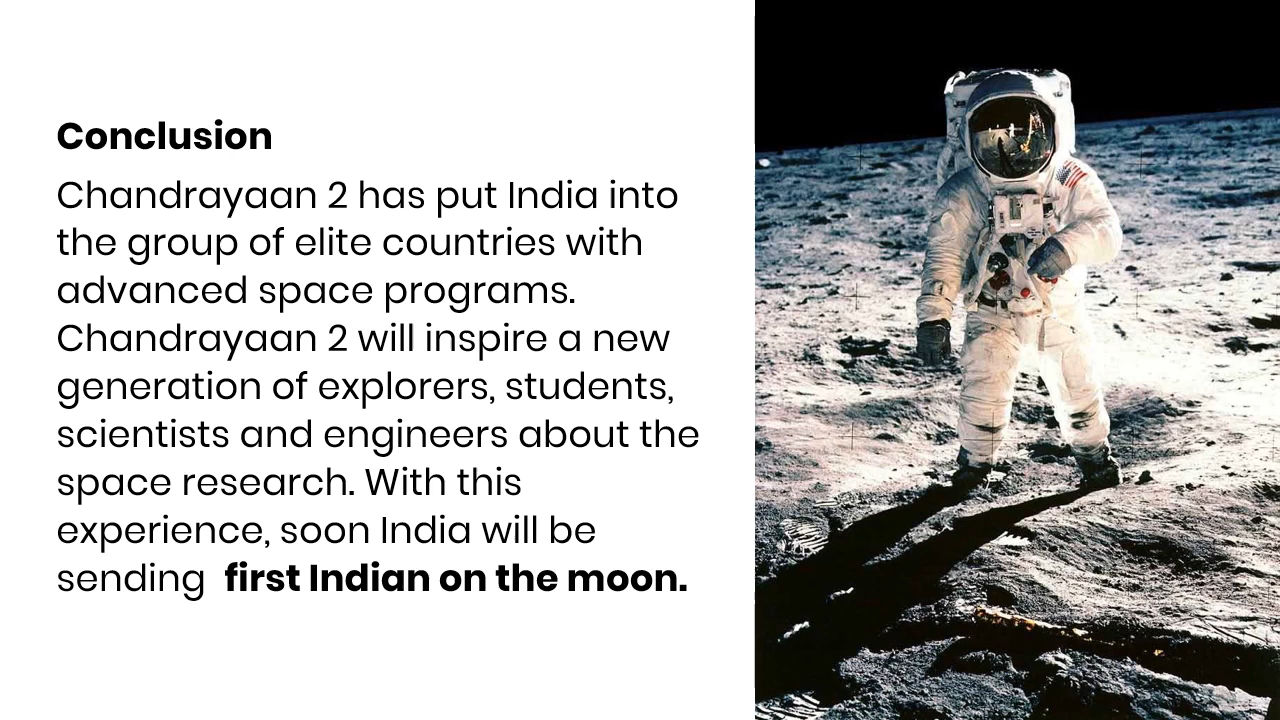 Conclusion
Chandrayaan 2 has put India into
the group of elite countries with
advanced space programs.
Chandrayaan 2 will inspire a new
generation of explorers, students,
scientists and engineers about the
space research. With this
experience, soon India will be
sending first Indian on the moon.